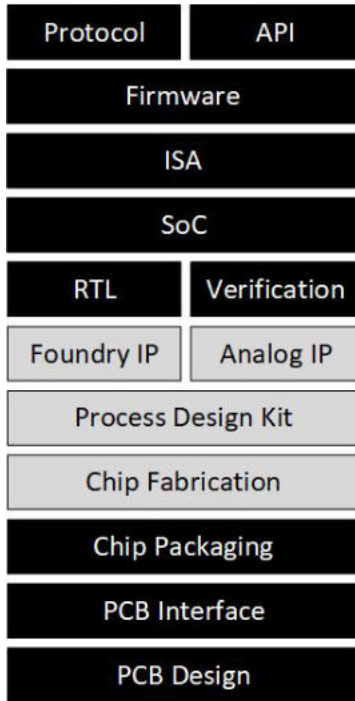 Protocol API
Firmware
ISA
SoC
RTL Verification
Foundry IP Analog IP
Process Design Kit
Chip Fabrication
Chip Packaging
PCB Interface
PCB Design